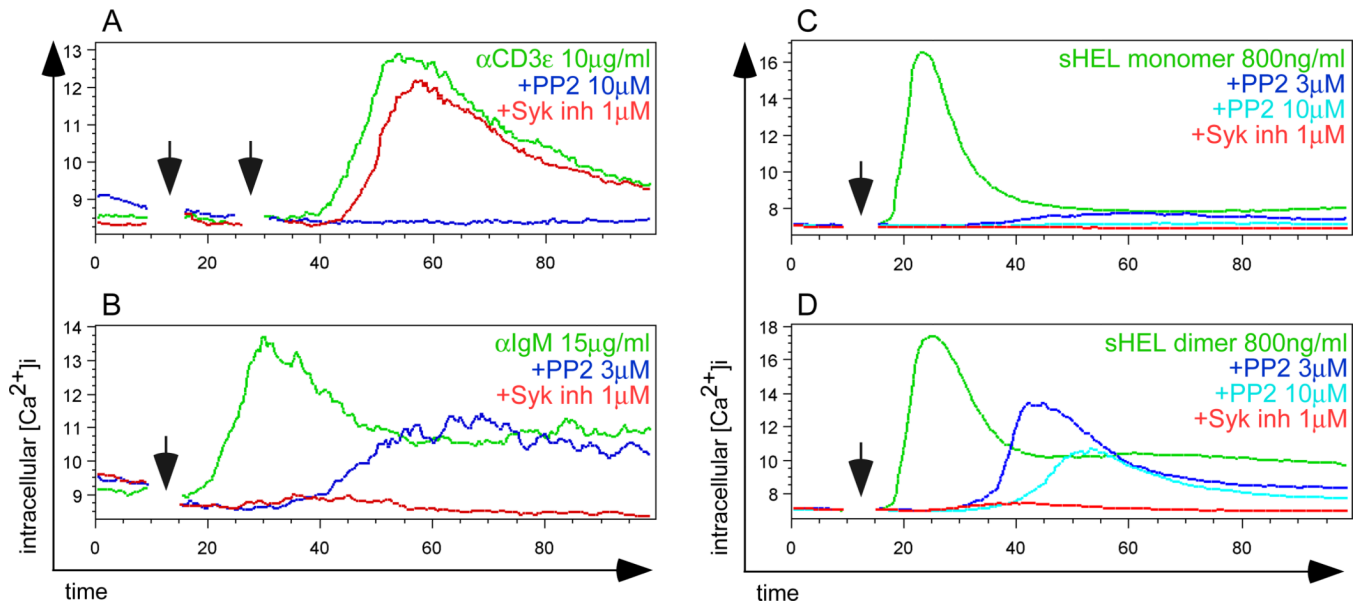 A
αCD3ε 10μg/ml
+PP2 10μM
+Syk inh 1μM
13
12
11
10
9
0 20 40 60 80
B
αIgM 15μg/ml
+PP2 3μM
+Syk inh 1μM
14
13
12
11
10
9
0 20 40 60 80
intracellular [Ca2+]i
time
C
sHEL monomer 800ng/ml
+PP2 3μM
+PP2 10μM
+Syk inh 1μM
16
14
12
10
8
0 20 40 60 80
D
sHEL dimer 800ng/ml
+PP2 3μM
+PP2 10μM
+Syk inh 1μM
18
16
14
12
10
8
0 20 40 60 80
intracellular [Ca2+]i
time